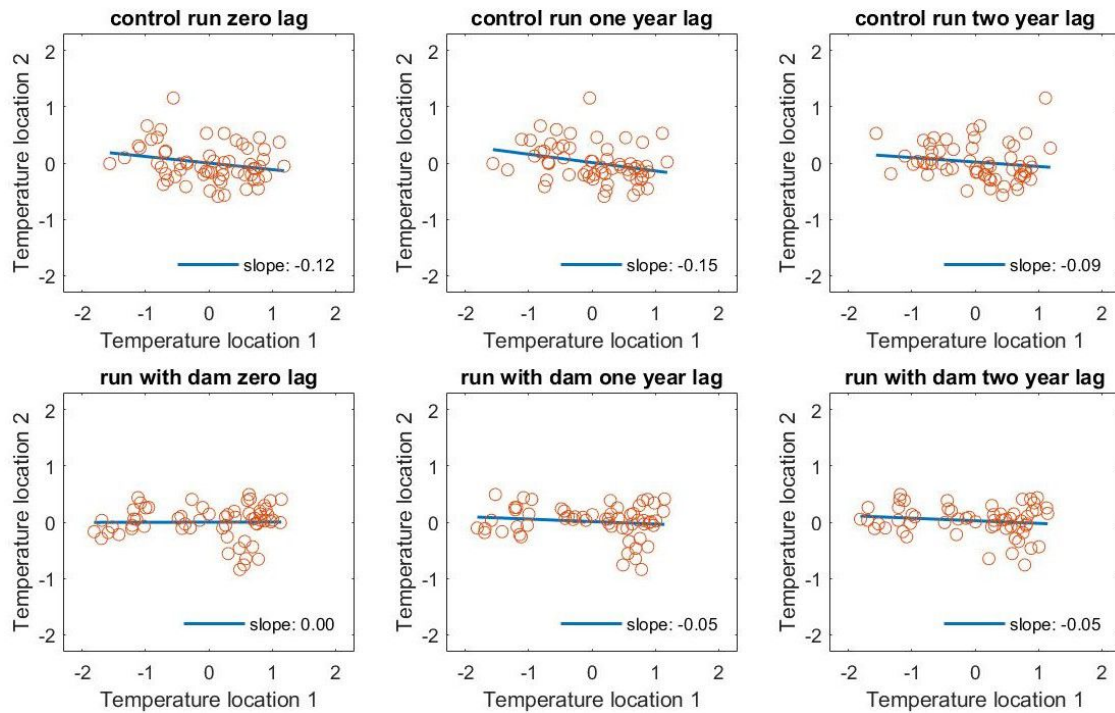 control run zero lag
Temperature location 2
2
1
0
-1
-2
slope: -0.12
-2 -1 0 1 2
Temperature location 1
control run one year lag
Temperature location 2
2
1
0
-1
-2
slope: -0.15
-2 -1 0 1 2
Temperature location 1
control run two year lag
Temperature location 2
2
1
0
-1
-2
slope: -0.09
-2 -1 0 1 2
Temperature location 1
run with dam zero lag
Temperature location 2
2
1
0
-1
-2
slope: 0.00
-2 -1 0 1 2
Temperature location 1
run with dam one year lag
Temperature location 2
2
1
0
-1
-2
slope: -0.05
-2 -1 0 1 2
Temperature location 1
run with dam two year lag
Temperature location 2
2
1
0
-1
-2
slope: -0.05
-2 -1 0 1 2
Temperature location 1